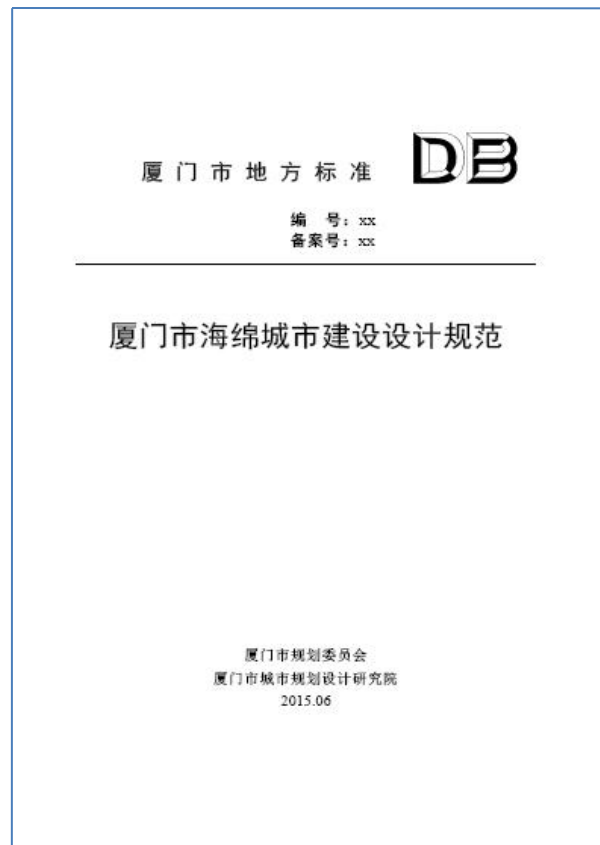 厦门市地方标准
DB
编 号：xx
备案号：xx
厦门市海绵城市建设设计规范
厦门市规划委员会
厦门市城市规划设计研究院
2015.06